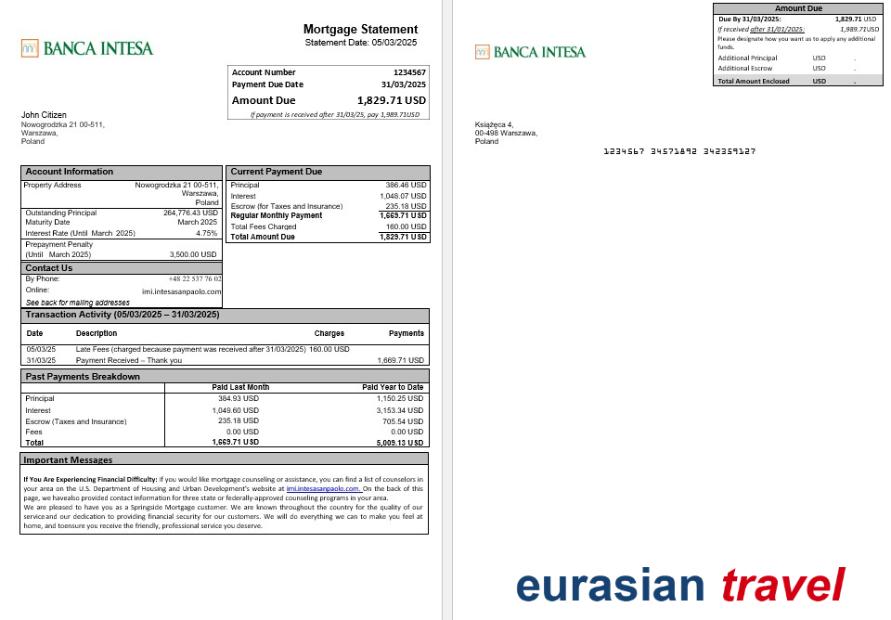 Mortgage Statement
Statement Date: 05/03/2025
BANCA INTESA
Account Number 1234567
Payment Due Date 31/03/2025
Amount Due 1,829.71 USD
If payment is received after 31/03/25, pay 1,989.71USD
John Citizen
Nowogrodzka 21 00-511,
Warszawa,
Poland
Account Information
Property Address Nowogrodzka 21 00-511,
Warszawa,
Poland
Outstanding Principal 264,776.43 USD
Maturity Date March 2025
Interest Rate (Until March 2025) 4.75%
Prepayment Penalty
(Until March 2025) 3,500.00 USD
Contact Us
By Phone: +48 22 537 76 02
Online: imi.intesasanpaolo.com
See back for mailing addresses
Current Payment Due
Principal 386.46 USD
Interest 1,048.07 USD
Escrow (for Taxes and Insurance) 235.18 USD
Regular Monthly Payment 1,669.71 USD
Total Fees Charged 160.00 USD
Total Amount Due 1,829.71 USD
Transaction Activity (05/03/2025 – 31/03/2025)
Date Description Charges Payments
05/03/25 Late Fees (charged because payment was received after 31/03/2025) 160.00 USD
31/03/25 Payment Received – Thank you 1,669.71 USD
Past Payments Breakdown
Paid Last Month Paid Year to Date
Principal 384.93 USD 1,150.25 USD
Interest 1,049.60 USD 3,153.34 USD
Escrow (Taxes and Insurance) 235.18 USD 705.54 USD
Fees 0.00 USD 0.00 USD
Total 1,669.71 USD 5,009.13 USD
Important Messages
If You Are Experiencing Financial Difficulty: If you would like mortgage counseling or assistance, you can find a list of counselors in
your area on the U.S. Department of Housing and Urban Development's website at imi.intesasanpaolo.com. On the back of this
page, we havealso provided contact information for three state or federally-approved counseling programs in your area.
We are pleased to have you as a Springside Mortgage customer. We are known throughout the country for the quality of our
serviceand our dedication to providing financial security for our customers. We will do everything we can to make you feel at
home, and toensure you receive the friendly, professional service you deserve.
Amount Due
Due By 31/03/2025: 1,829.71 USD
If received after 31/01/2025: 1,989.71USD
Please designate how you want us to apply any additional
funds.
Additional Principal USD .
Additional Escrow USD .
Total Amount Enclosed USD .
BANCA INTESA
Książęca 4,
00-498 Warszawa,
Poland
1234567 34571892 342359127
eurasian travel